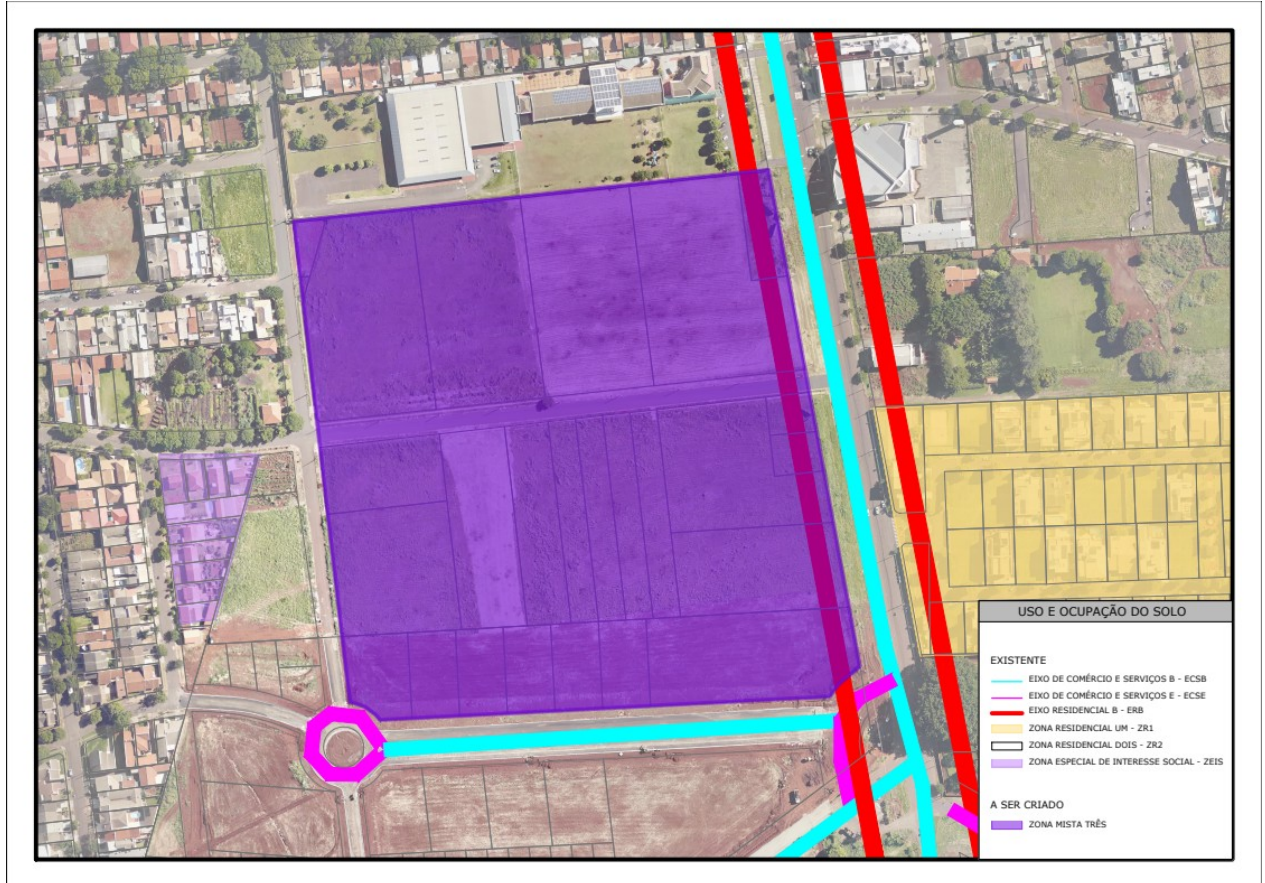 USO E OCUPAÇÃO DO SOLO
EXISTENTE
EIXO DE COMÉRCIO E SERVIÇOS B - ECSB
EIXO DE COMÉRCIO E SERVIÇOS E - ECSE
EIXO RESIDENCIAL B - ERB
ZONA RESIDENCIAL UM - ZR1
ZONA RESIDENCIAL DOIS - ZR2
ZONA ESPECIAL DE INTERESSE SOCIAL - ZEIS
A SER CRIADO
ZONA MISTA TRÊS